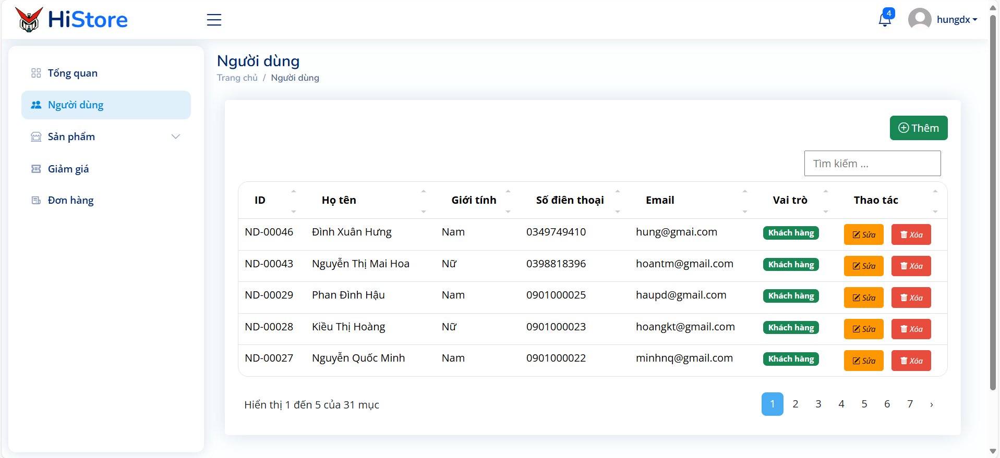 HiStore
4
hungdx
Tổng quan
Người dùng
Sản phẩm
Giảm giá
Đơn hàng
Người dùng
Trang chủ / Người dùng
Thêm
Tìm kiếm ...
ID Họ tên Giới tính Số điên thoại Email Vai trò Thao tác
ND-00046 Đình Xuân Hưng Nam 0349749410 hung@gmai.com Khách hàng Sửa Xóa
ND-00043 Nguyễn Thị Mai Hoa Nữ 0398818396 hoantm@gmail.com Khách hàng Sửa Xóa
ND-00029 Phan Đình Hậu Nam 0901000025 haupd@gmail.com Khách hàng Sửa Xóa
ND-00028 Kiều Thị Hoàng Nữ 0901000023 hoangkt@gmail.com Khách hàng Sửa Xóa
ND-00027 Nguyễn Quốc Minh Nam 0901000022 minhnq@gmail.com Khách hàng Sửa Xóa
Hiển thị 1 đến 5 của 31 mục
1 2 3 4 5 6 7 ›